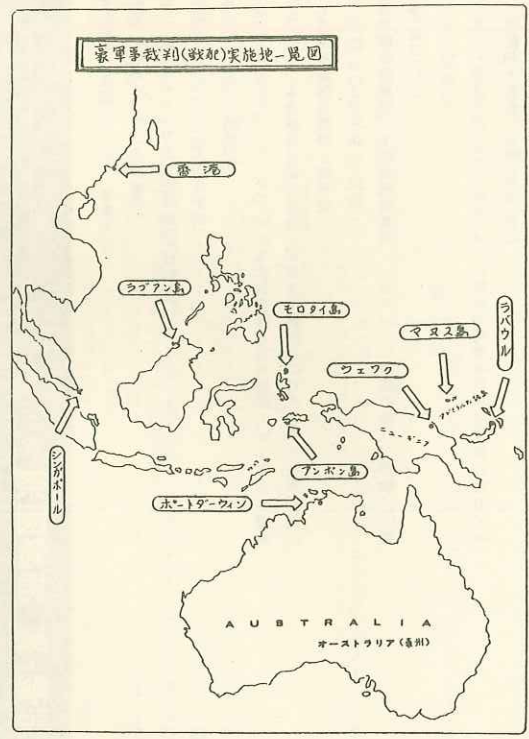 豪軍事裁判(戦犯)実施地一覧図
香港
ラブアン島
モロタイ島
ラバウル
マヌス島
ウェワク
ニューギニア
シンガポール
アンボン島
ポートダーウィン
AUSTRALIA
オーストラリア(豪州)